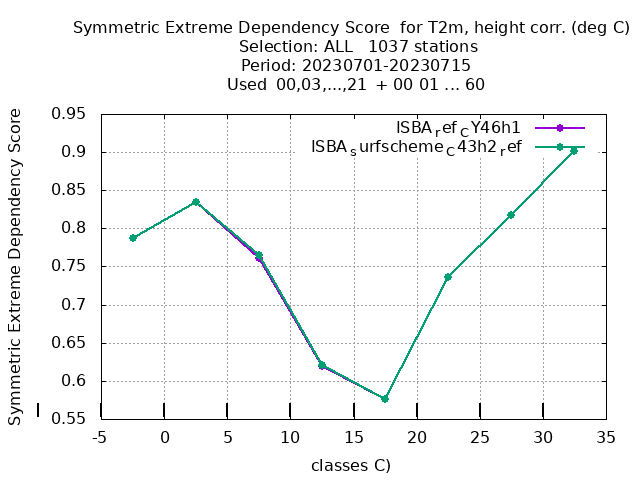 Symmetric Extreme Dependency Score  for T2m, height corr. (deg C)
Selection: ALL   1037 stations
Period: 20230701-20230715
Used  00,03,...,21  + 00 01 ... 60
Symmetric Extreme Dependency Score
0.95
0.9
0.85
0.8
0.75
0.7
0.65
0.6
0.55
ISBA_ref_CY46h1
ISBA_surfscheme_C43h2_ref
-5 0 5 10 15 20 25 30 35
classes C)